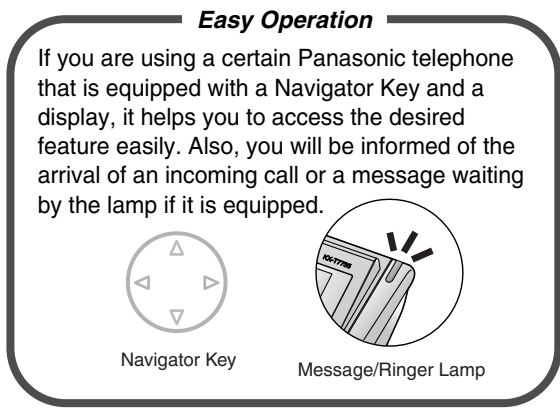 Easy Operation
If you are using a certain Panasonic telephone
that is equipped with a Navigator Key and a
display, it helps you to access the desired
feature easily. Also, you will be informed of the
arrival of an incoming call or a message waiting
by the lamp if it is equipped.
KX-T7735
Navigator Key
Message/Ringer Lamp